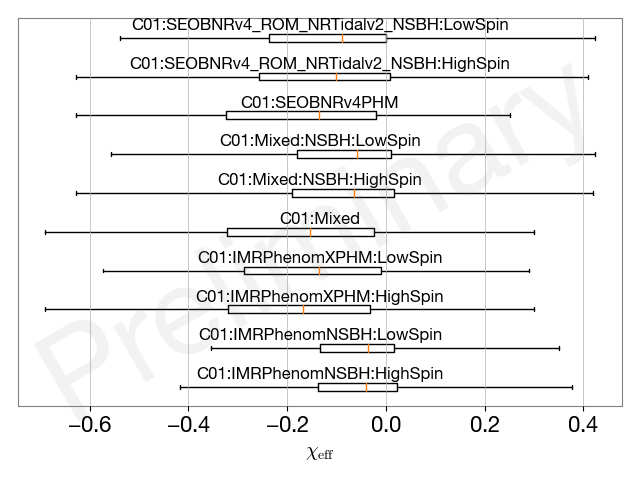 C01:SEOBNRv4_ROM_NRTidalv2_NSBH:LowSpin
C01:SEOBNRv4_ROM_NRTidalv2_NSBH:HighSpin
C01:SEOBNRv4PHM
C01:Mixed:NSBH:LowSpin
C01:Mixed:NSBH:HighSpin
C01:Mixed
C01:IMRPhenomXPHM:LowSpin
C01:IMRPhenomXPHM:HighSpin
C01:IMRPhenomNSBH:LowSpin
C01:IMRPhenomNSBH:HighSpin
Preliminary
−0.6 −0.4 −0.2 0.0 0.2 0.4
χeff